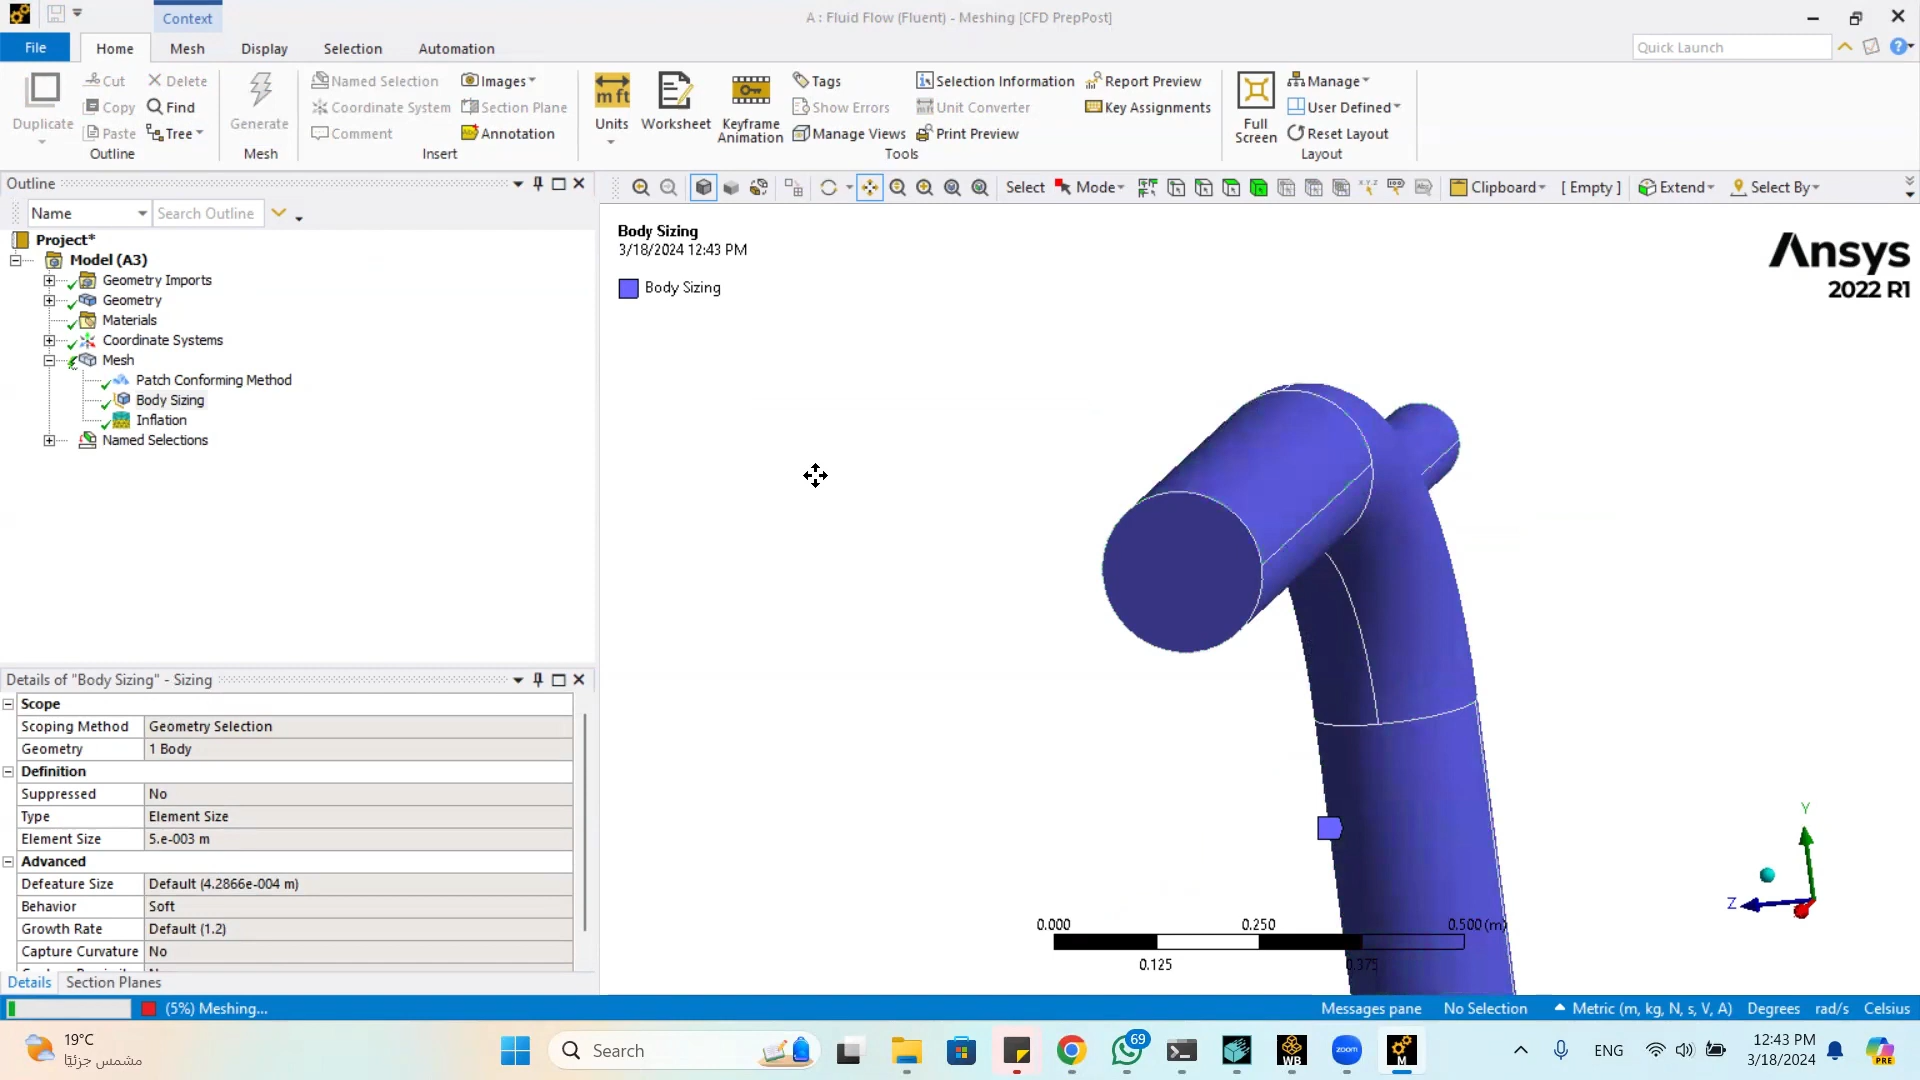 Context
A : Fluid Flow (Fluent) - Meshing [CFD PrepPost]
File
Home
Mesh
Display
Selection
Automation
Quick Launch
Duplicate
Cut
Copy
Paste
Delete
Find
Tree
Outline
Generate
Mesh
Named Selection
Coordinate System
Comment
Images
Section Plane
Annotation
Insert
Units
Worksheet
Keyframe
Animation
Tags
Show Errors
Manage Views
Selection Information
Unit Converter
Print Preview
Report Preview
Key Assignments
Tools
Full
Screen
Manage
User Defined
Reset Layout
Layout
Outline
Name
Search Outline
Project*
Model (A3)
Geometry Imports
Geometry
Materials
Coordinate Systems
Mesh
Patch Conforming Method
Body Sizing
Inflation
Named Selections
Select
Mode
Clipboard
[ Empty ]
Extend
Select By
Body Sizing
3/18/2024 12:43 PM
Body Sizing
Ansys
2022 R1
Y
Z
0.000
0.250
0.500 (m)
0.125
0.375
Details of "Body Sizing" - Sizing
Scope
Scoping Method Geometry Selection
Geometry 1 Body
Definition
Suppressed No
Type Element Size
Element Size 5.e-003 m
Advanced
Defeature Size Default (4.2866e-004 m)
Behavior Soft
Growth Rate Default (1.2)
Capture Curvature No
Details
Section Planes
(5%) Meshing...
Messages pane
No Selection
Metric (m, kg, N, s, V, A)
Degrees
rad/s
Celsius
19°C
مشمس جزئيًا
Search
69
WB
zoom
M
ENG
12:43 PM
3/18/2024
PRE